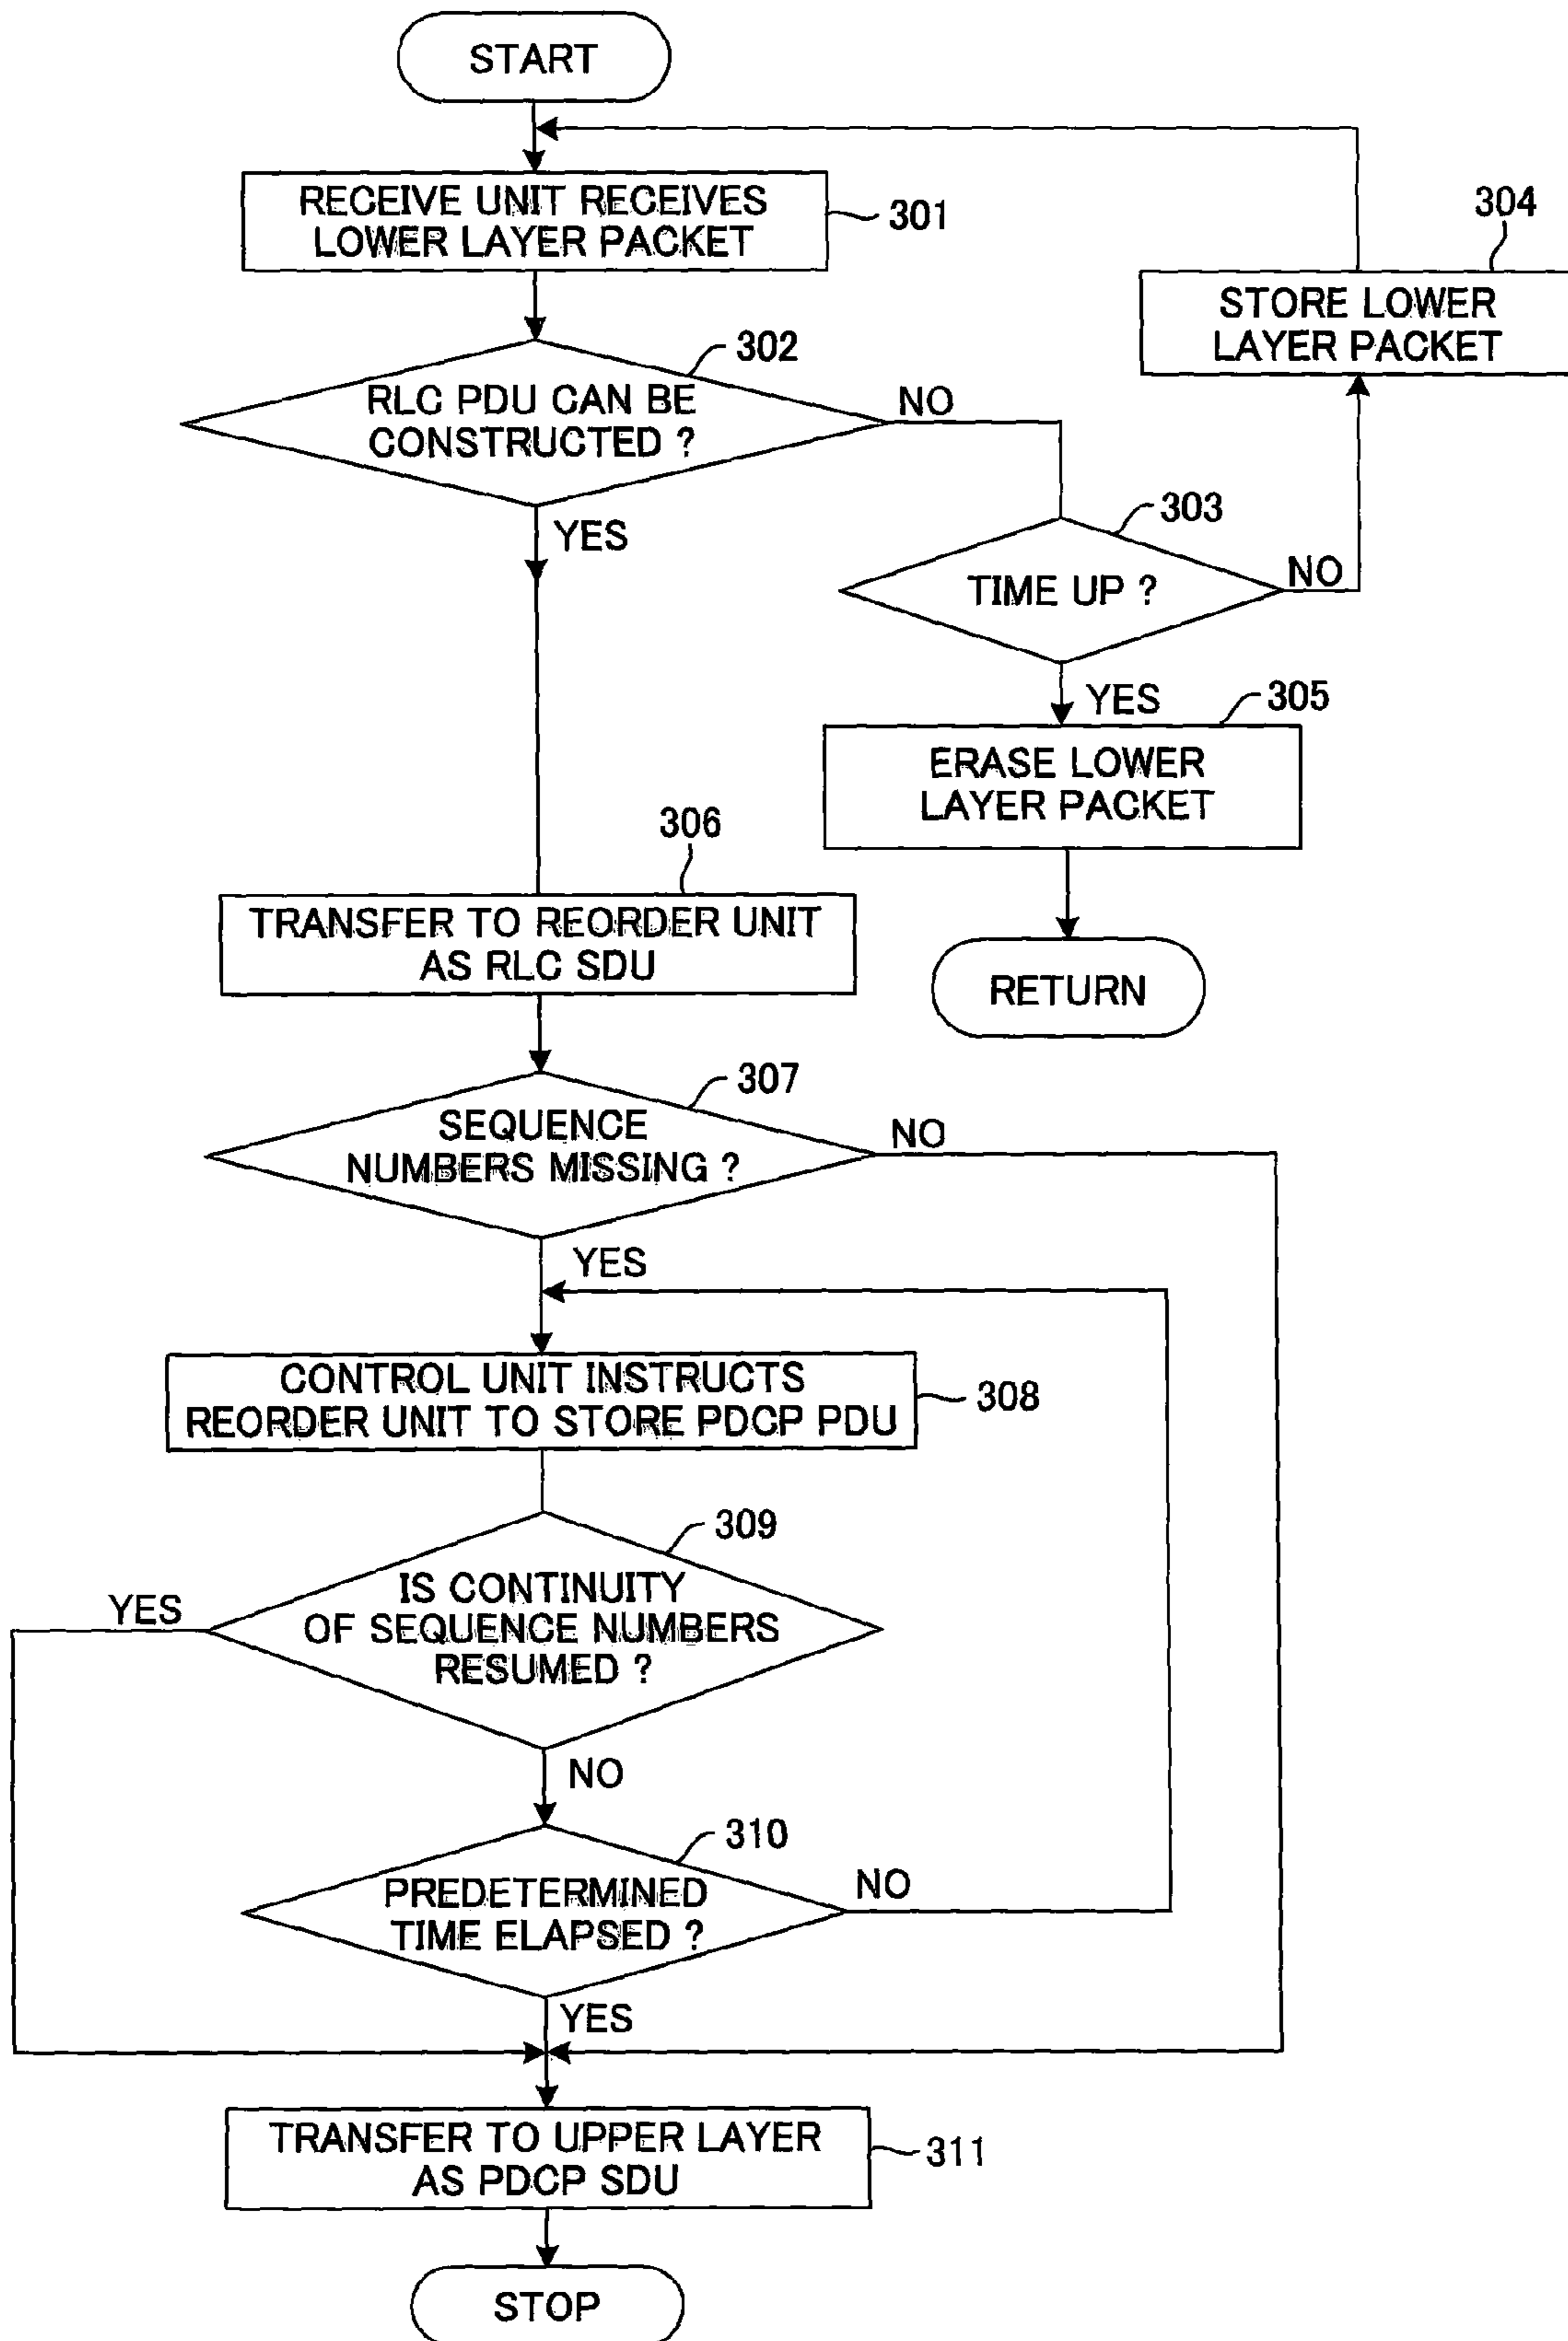 START
RECEIVE UNIT RECEIVES
LOWER LAYER PACKET
301
304
STORE LOWER
LAYER PACKET
302
RLC PDU CAN BE
CONSTRUCTED ?
NO
YES
303
TIME UP ?
NO
YES
305
ERASE LOWER
LAYER PACKET
306
TRANSFER TO REORDER UNIT
AS RLC SDU
RETURN
307
SEQUENCE
NUMBERS MISSING ?
NO
YES
CONTROL UNIT INSTRUCTS
REORDER UNIT TO STORE PDCP PDU
308
309
IS CONTINUITY
OF SEQUENCE NUMBERS
RESUMED ?
YES
NO
310
PREDETERMINED
TIME ELAPSED ?
NO
YES
TRANSFER TO UPPER LAYER
AS PDCP SDU
311
STOP